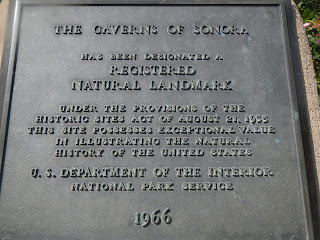 THE CAVERNS OF SONORA
HAS BEEN DESIGNATED A
REGISTERED
NATURAL LANDMARK
UNDER THE PROVISIONS OF THE
HISTORIC SITES ACT OF AUGUST 21, 1935
THIS SITE POSSESSES EXCEPTIONAL VALUE
IN ILLUSTRATING THE NATURAL
HISTORY OF THE UNITED STATES
U. S. DEPARTMENT OF THE INTERIOR
NATIONAL PARK SERVICE
1966